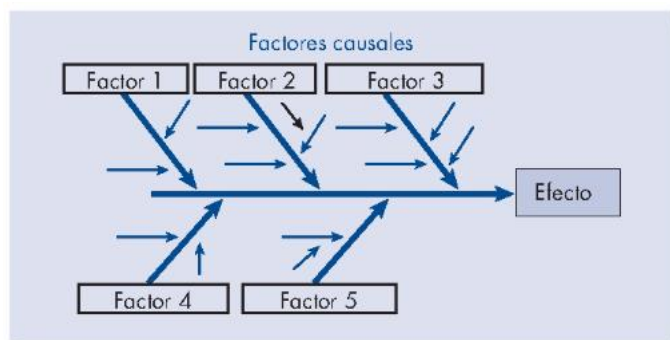 Factores causales
Factor 1
Factor 2
Factor 3
Efecto
Factor 4
Factor 5